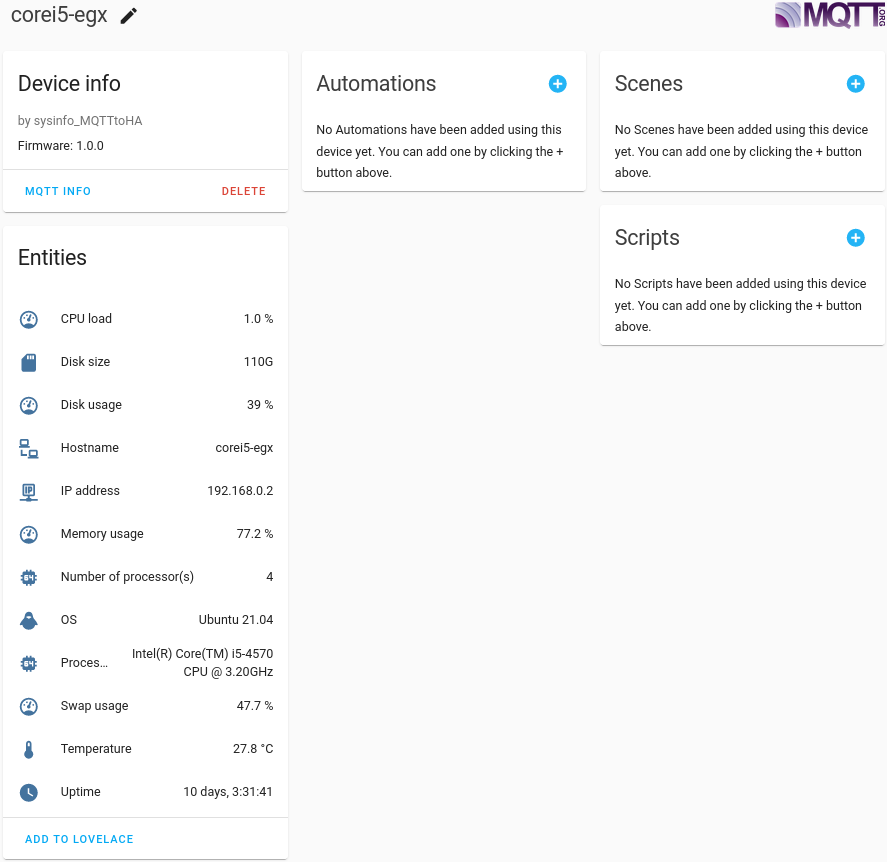 corei5-egx
MQTT.ORG
Device info
by sysinfo_MQTTtoHA
Firmware: 1.0.0
MQTT INFO
DELETE
Entities
CPU load 1.0 %
Disk size 110G
Disk usage 39 %
Hostname corei5-egx
IP address 192.168.0.2
Memory usage 77.2 %
64 Number of processor(s) 4
OS Ubuntu 21.04
64 Proces… Intel(R) Core(TM) i5-4570
CPU @ 3.20GHz
Swap usage 47.7 %
Temperature 27.8 °C
Uptime 10 days, 3:31:41
ADD TO LOVELACE
Automations
No Automations have been added using this
device yet. You can add one by clicking the +
button above.
Scenes
No Scenes have been added using this device
yet. You can add one by clicking the + button
above.
Scripts
No Scripts have been added using this device
yet. You can add one by clicking the + button
above.